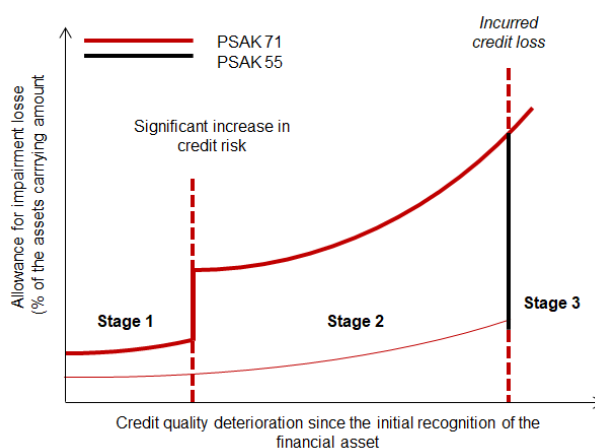 PSAK 71
PSAK 55
Incurred
credit loss
Significant increase in
credit risk
Allowance for impairment losse
(% of the assets carrrying amount
Stage 1
Stage 2
Stage 3
Credit quality deterioration since the initial recognition of the
financial asset